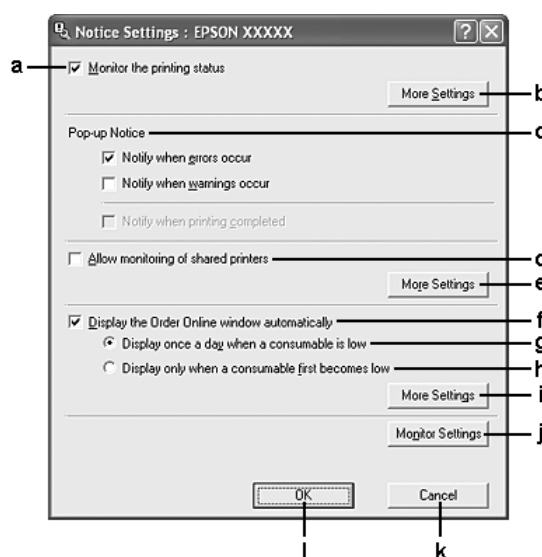 Notice Settings : EPSON XXXXX
a
Monitor the printing status
More Settings
b
Pop-up Notice
c
Notify when errors occur
Notify when warnings occur
Notify when printing completed
Allow monitoring of shared printers
d
More Settings
e
Display the Order Online window automatically
f
Display once a day when a consumable is low
g
Display only when a consumable first becomes low
h
More Settings
i
Monitor Settings
j
OK
Cancel
l
k